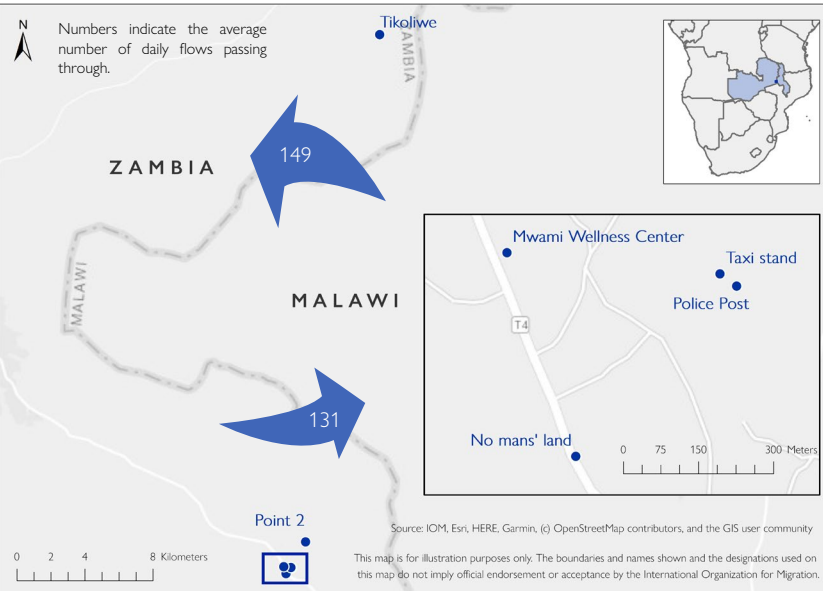 N
Numbers indicate the average
number of daily flows passing
through.
Tikoliwe
ZAMBIA
ZAMBIA
149
MALAWI
MALAWI
131
Mwami Wellness Center
Taxi stand
Police Post
T4
No mans' land
0 75 150 300 Meters
Point 2
0 2 4 8 Kilometers
Source: IOM, Esri, HERE, Garmin, (c) OpenStreetMap contributors, and the GIS user community
This map is for illustration purposes only. The boundaries and names shown and the designations used on
this map do not imply official endorsement or acceptance by the International Organization for Migration.